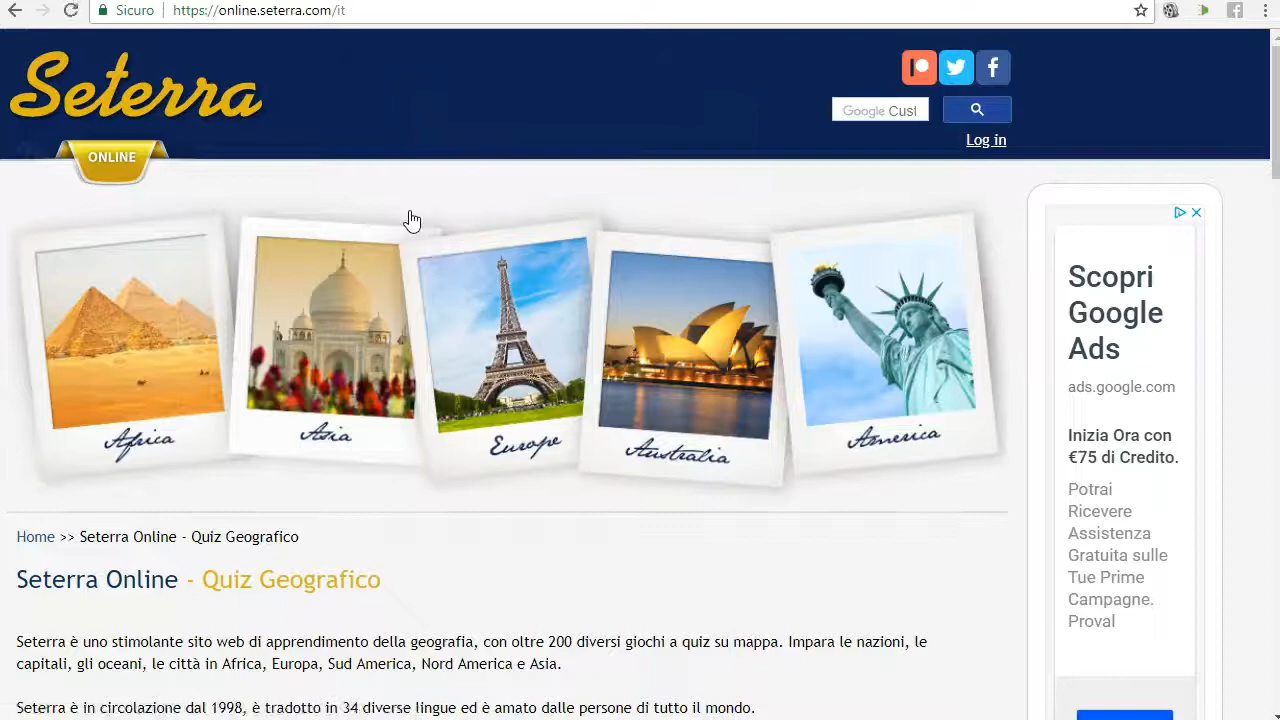 Sicuro
https://online.seterra.com/it
Seterra
ONLINE
Google Cust
Log in
Africa
Asia
Europe
Australia
America
Home >> Seterra Online - Quiz Geografico
Seterra Online - Quiz Geografico
Seterra è uno stimolante sito web di apprendimento della geografia, con oltre 200 diversi giochi a quiz su mappa. Impara le nazioni, le
capitali, gli oceani, le città in Africa, Europa, Sud America, Nord America e Asia.
Seterra è in circolazione dal 1998, è tradotto in 34 diverse lingue ed è amato dalle persone di tutto il mondo.
Scopri
Google
Ads
ads.google.com
Inizia Ora con
€75 di Credito.
Potrai
Ricevere
Assistenza
Gratuita sulle
Tue Prime
Campagne.
Proval